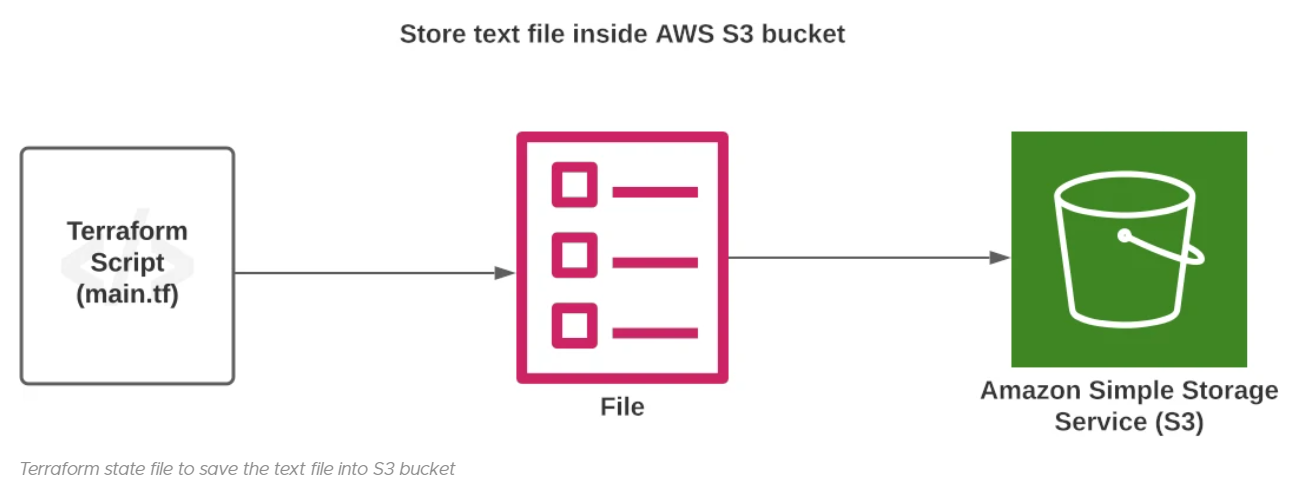 Store text file inside AWS S3 bucket
Terraform
Script
(main.tf)
File
Amazon Simple Storage
Service (S3)
Terraform state file to save the text file into S3 bucket